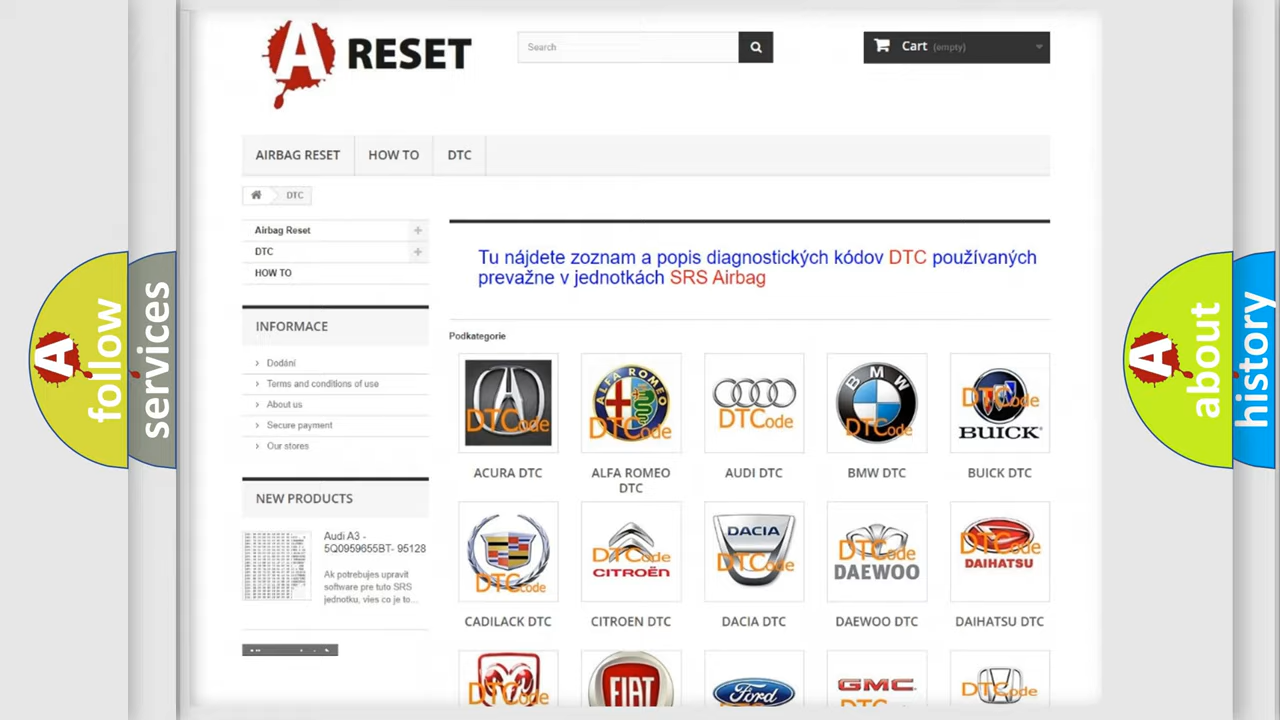 A RESET
Search
Cart (empty)
AIRBAG RESET
HOW TO
DTC
DTC
Airbag Reset
DTC
HOW TO
INFORMACE
Dodání
Terms and conditions of use
About us
Secure payment
Our stores
NEW PRODUCTS
Audi A3 -
5Q0959655BT- 95128
Ak potrebujes upravit
software pre tuto SRS
jednotku, vies co je to...
Tu nájdete zoznam a popis diagnostických kódov DTC používaných
prevažne v jednotkách SRS Airbag
Podkategorie
DTCode
ALFA ROMEO
DTCode
DTCode
BMW
DTCode
DTCode
BUICK
ACURA DTC
ALFA ROMEO
DTC
AUDI DTC
BMW DTC
BUICK DTC
DTCode
DTCode
CITROËN
DACIA
DTCode
DTCode
DAEWOO
DTCode
DAIHATSU
CADILACK DTC
CITROEN DTC
DACIA DTC
DAEWOO DTC
DAIHATSU DTC
DTCode
FIAT
Ford
GMC
DTCode
A
follow
services
A
about
history